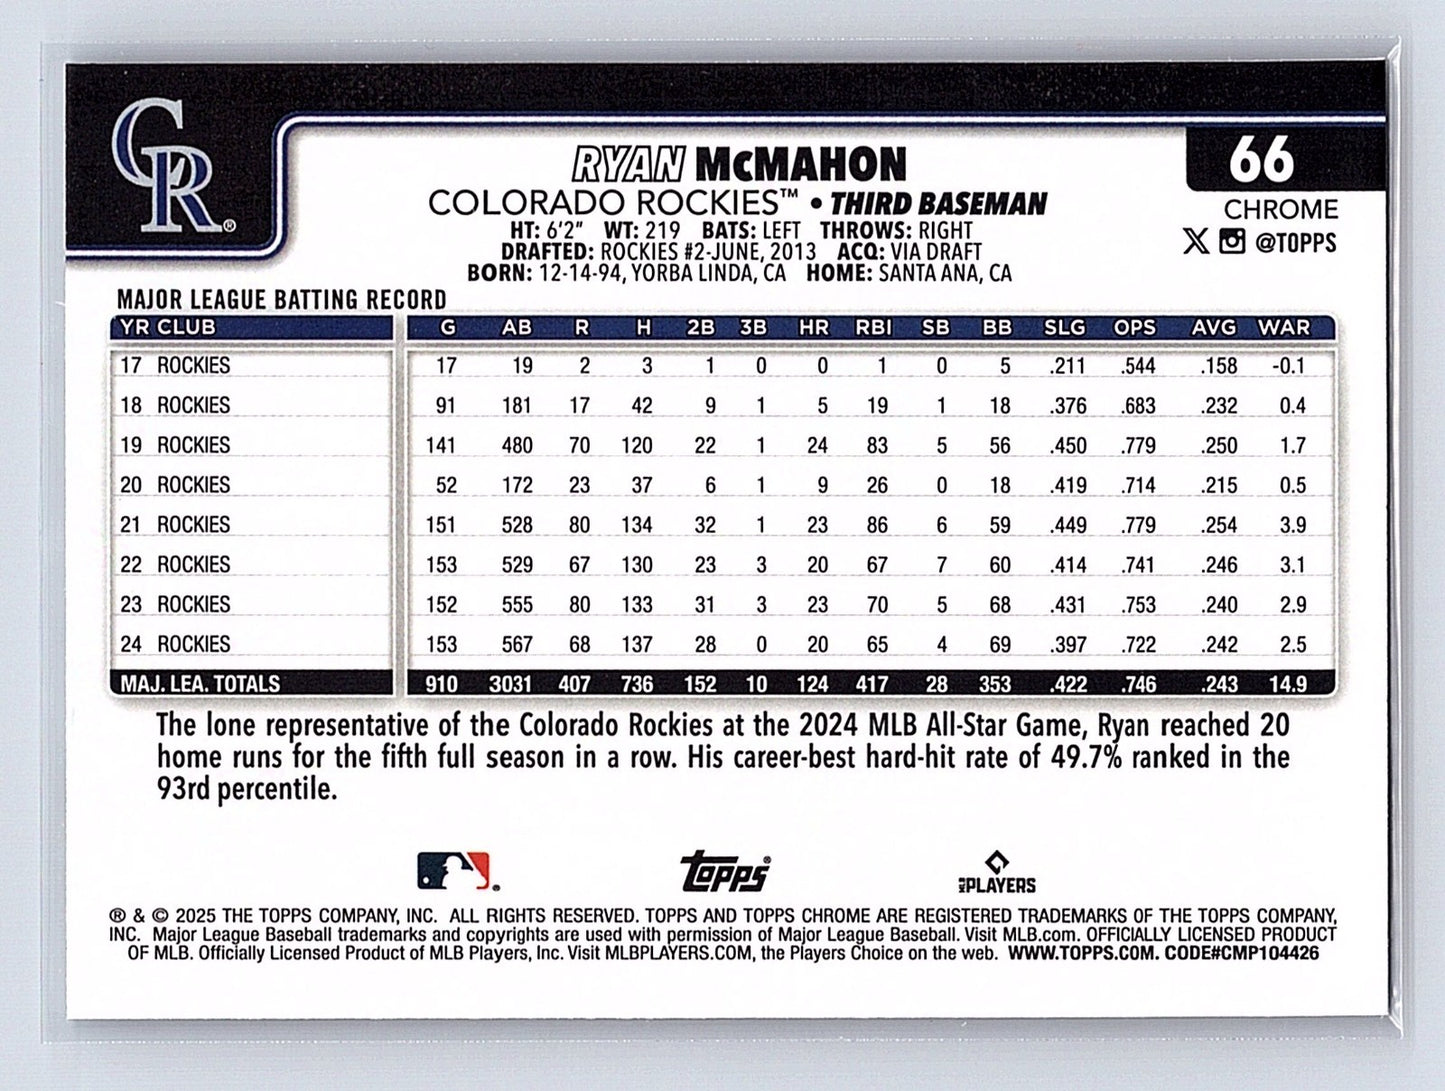 CR®
RYAN McMAHON
66
COLORADO ROCKIES™ • THIRD BASEMAN
CHROME
HT: 6'2" WT: 219 BATS: LEFT THROWS: RIGHT
X @TOPPS
DRAFTED: ROCKIES #2-JUNE, 2013 ACQ: VIA DRAFT
BORN: 12-14-94, YORBA LINDA, CA HOME: SANTA ANA, CA
MAJOR LEAGUE BATTING RECORD
YR CLUB G AB R H 2B 3B HR RBI SB BB SLG OPS AVG WAR
17 ROCKIES 17 19 2 3 1 0 0 1 0 5 .211 .544 .158 -0.1
18 ROCKIES 91 181 17 42 9 1 5 19 1 18 .376 .683 .232 0.4
19 ROCKIES 141 480 70 120 22 1 24 83 5 56 .450 .779 .250 1.7
20 ROCKIES 52 172 23 37 6 1 9 26 0 18 .419 .714 .215 0.5
21 ROCKIES 151 528 80 134 32 1 23 86 6 59 .449 .779 .254 3.9
22 ROCKIES 153 529 67 130 23 3 20 67 7 60 .414 .741 .246 3.1
23 ROCKIES 152 555 80 133 31 3 23 70 5 68 .431 .753 .240 2.9
24 ROCKIES 153 567 68 137 28 0 20 65 4 69 .397 .722 .242 2.5
MAJ. LEA. TOTALS 910 3031 407 736 152 10 124 417 28 353 .422 .746 .243 14.9
The lone representative of the Colorado Rockies at the 2024 MLB All-Star Game, Ryan reached 20
home runs for the fifth full season in a row. His career-best hard-hit rate of 49.7% ranked in the
93rd percentile.
Topps® MLB PLAYERS
® & © 2025 THE TOPPS COMPANY, INC. ALL RIGHTS RESERVED. TOPPS AND TOPPS CHROME ARE REGISTERED TRADEMARKS OF THE TOPPS COMPANY,
INC. Major League Baseball trademarks and copyrights are used with permission of Major League Baseball. Visit MLB.com. OFFICIALLY LICENSED PRODUCT
OF MLB. Officially Licensed Product of MLB Players, Inc. Visit MLBPLAYERS.COM, the Players Choice on the web. WWW.TOPPS.COM. CODE#CMP104426